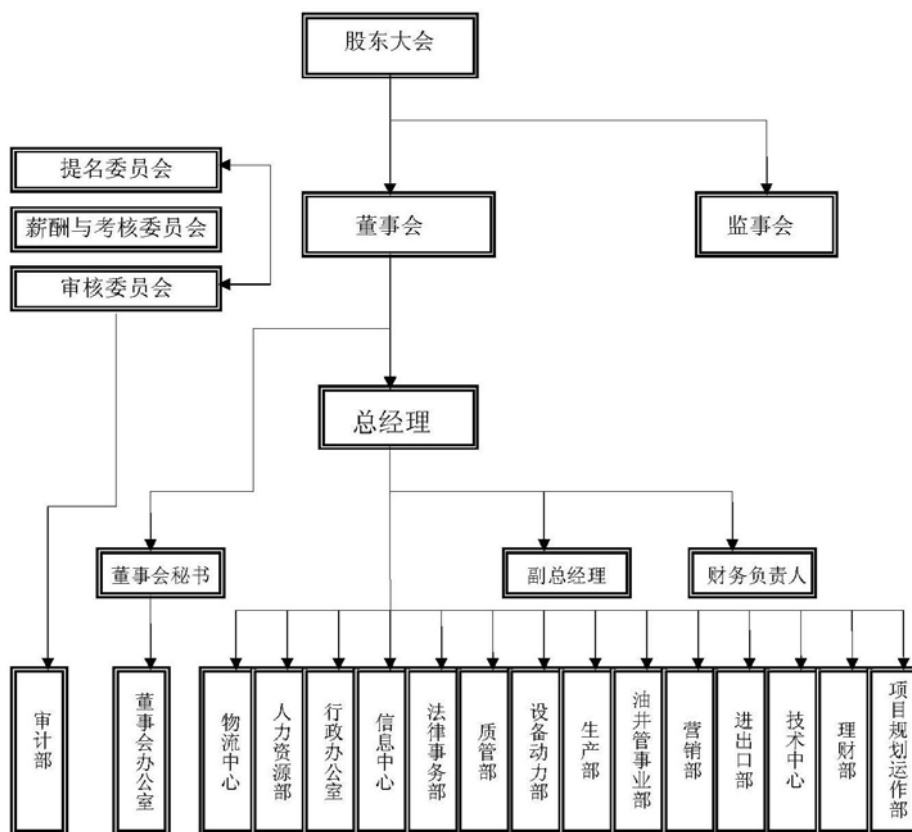 股东大会
提名委员会
薪酬与考核委员会
审核委员会
董事会
监事会
总经理
董事会秘书
副总经理
财务负责人
审计部
董事会办公室
物流中心
人力资源部
行政办公室
信息中心
法律事务部
质管部
设备动力部
生产部
油井管事业部
营销部
进出口部
技术中心
理财部
项目规划运作部